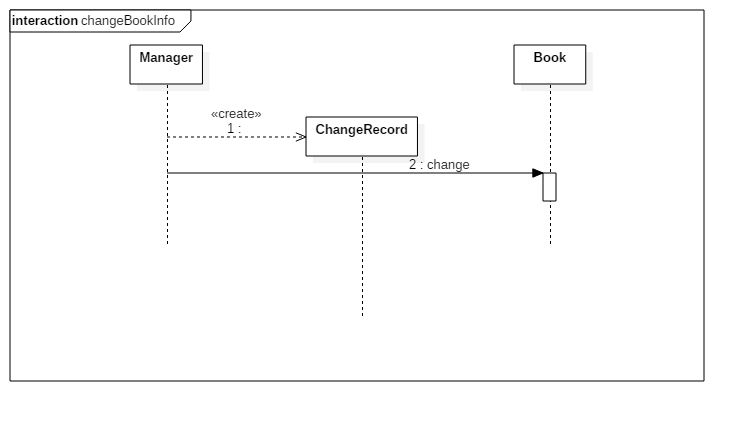 interaction changeBookInfo
Manager
Book
«create»
1 :
ChangeRecord
2 : change